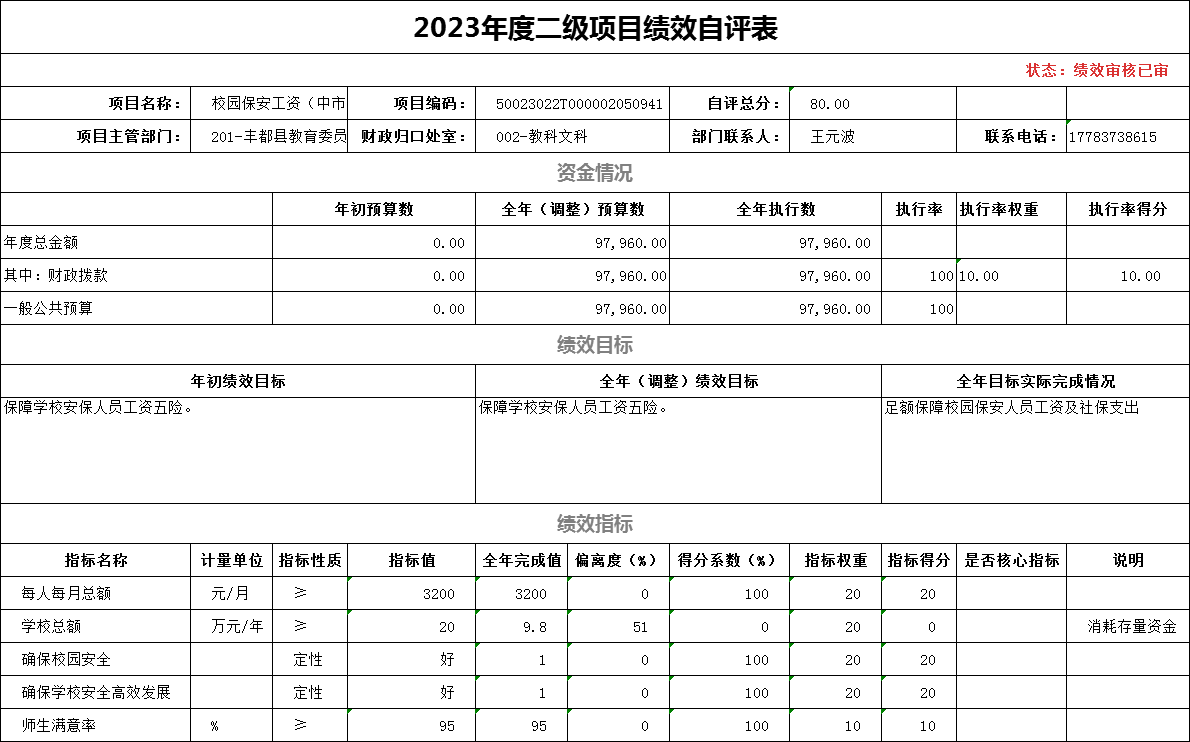 2023年度二级项目绩效自评表
状态：绩效审核已审
项目名称： 校园保安工资（中市 项目编码： 50023022T000002050941 自评总分： 80.00
项目主管部门： 201-丰都县教育委员 财政归口处室： 002-教科文科 部门联系人： 王元波 联系电话： 17783738615
资金情况
年初预算数 全年（调整）预算数 全年执行数 执行率 执行率权重 执行率得分
年度总金额 0.00 97,960.00 97,960.00
其中：财政拨款 0.00 97,960.00 97,960.00 100 10.00 10.00
一般公共预算 0.00 97,960.00 97,960.00 100
绩效目标
年初绩效目标 全年（调整）绩效目标 全年目标实际完成情况
保障学校安保人员工资五险。 保障学校安保人员工资五险。 足额保障校园保安人员工资及社保支出
绩效指标
指标名称 计量单位 指标性质 指标值 全年完成值 偏离度（%） 得分系数（%） 指标权重 指标得分 是否核心指标 说明
每人每月总额 元/月 ≥ 3200 3200 0 100 20 20
学校总额 万元/年 ≥ 20 9.8 51 0 20 0 消耗存量资金
确保校园安全 定性 好 1 0 100 20 20
确保学校安全高效发展 定性 好 1 0 100 20 20
师生满意率 % ≥ 95 95 0 100 10 10